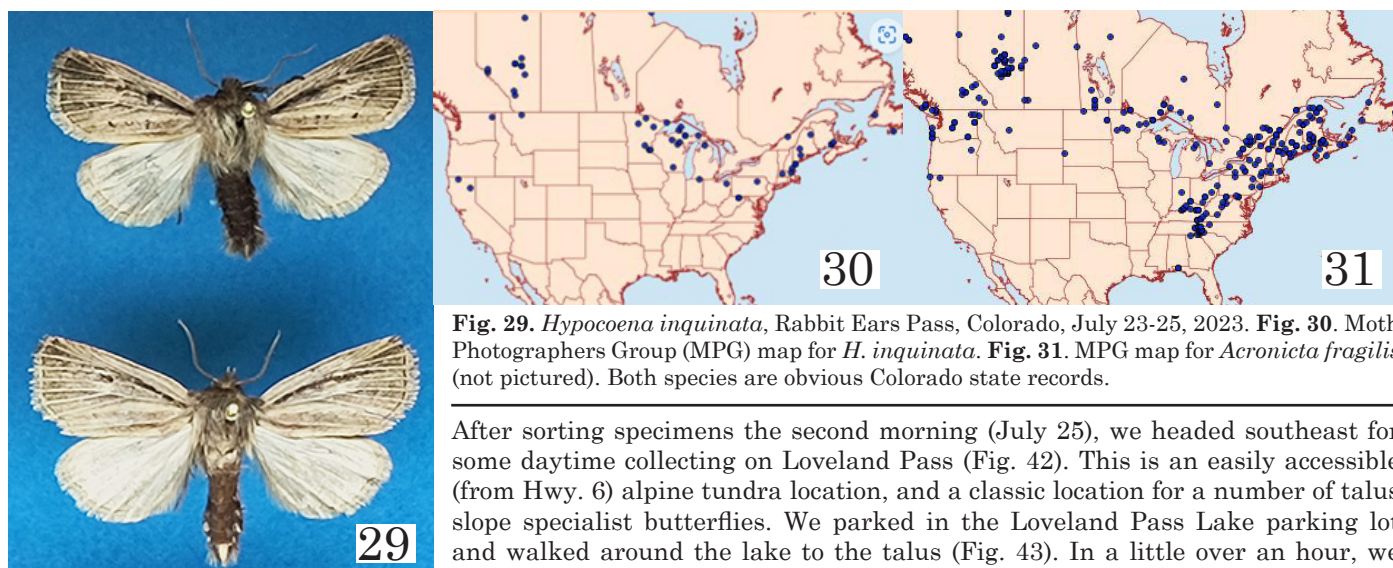 29
30
31
Fig. 29. Hypocoena inquinata, Rabbit Ears Pass, Colorado, July 23-25, 2023. Fig. 30. Moth
Photographers Group (MPG) map for H. inquinata. Fig. 31. MPG map for Acronicta fragilis
(not pictured). Both species are obvious Colorado state records.
After sorting specimens the second morning (July 25), we headed southeast for
some daytime collecting on Loveland Pass (Fig. 42). This is an easily accessible
(from Hwy. 6) alpine tundra location, and a classic location for a number of talus
slope specialist butterflies. We parked in the Loveland Pass Lake parking lot
and walked around the lake to the talus (Fig. 43). In a little over an hour, we